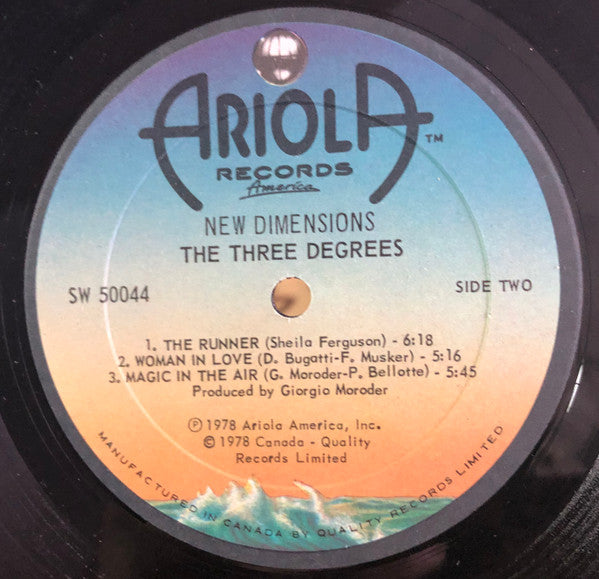 ARIOLA™
RECORDS
America
NEW DIMENSIONS
THE THREE DEGREES
SW 50044
SIDE TWO
1. THE RUNNER (Sheila Ferguson) - 6:18
2. WOMAN IN LOVE (D. Bugatti-F. Musker) - 5:16
3. MAGIC IN THE AIR (G. Moroder-P. Bellotte) - 5:45
Produced by Giorgio Moroder
Ⓟ 1978 Ariola America, Inc.
© 1978 Canada - Quality
Records Limited
MANUFACTURED IN CANADA BY QUALITY RECORDS LIMITED